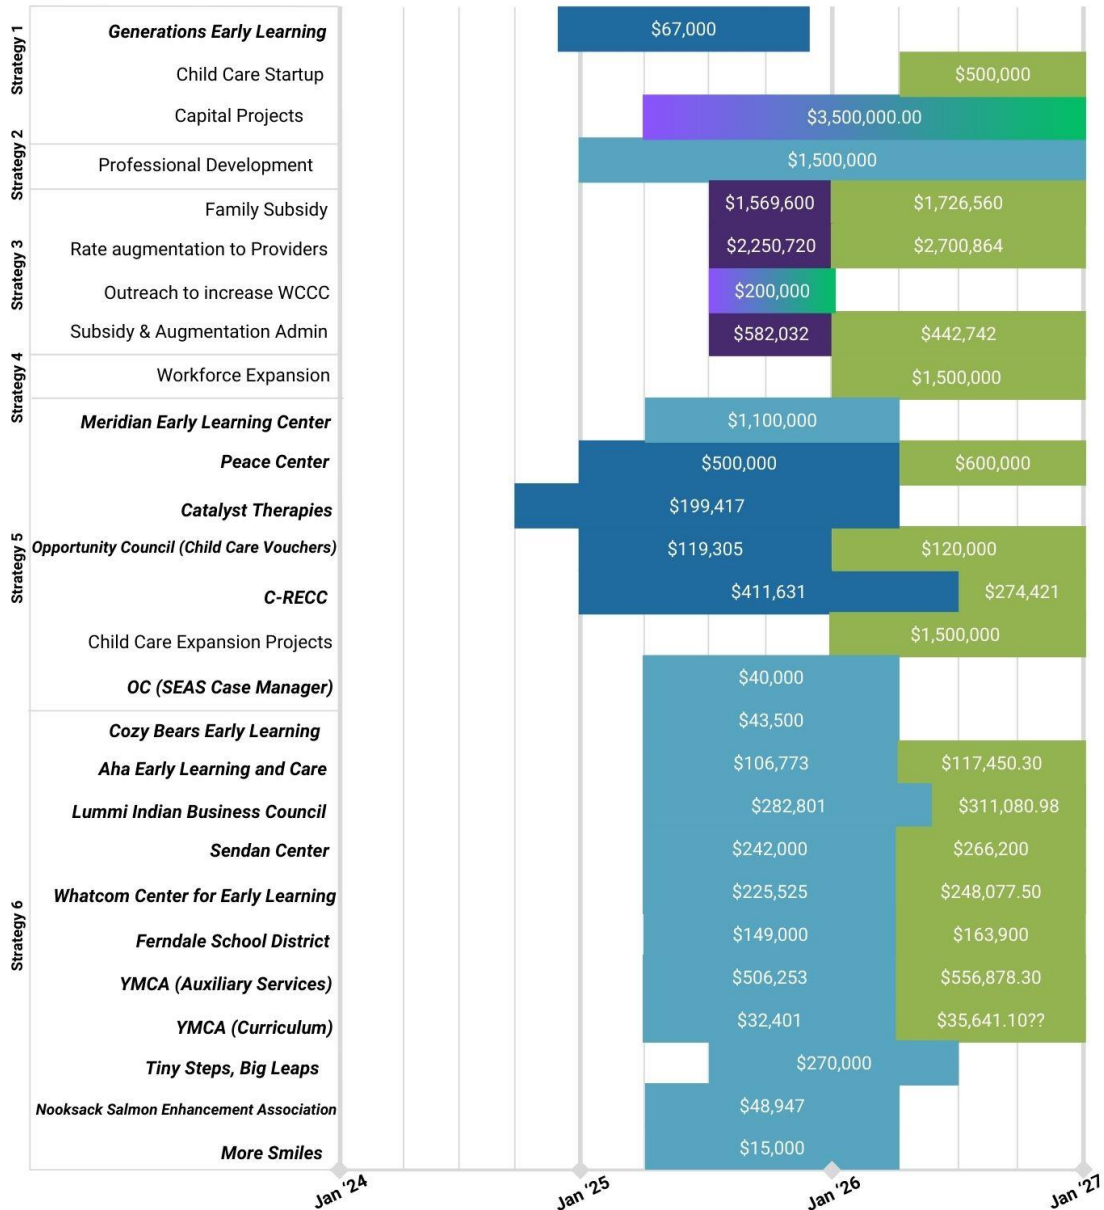 Strategy 1
Generations Early Learning
$67,000
Child Care Startup
$500,000
Capital Projects
$3,500,000.00
Strategy 2
Professional Development
$1,500,000
Strategy 3
Family Subsidy
$1,569,600
$1,726,560
Rate augmentation to Providers
$2,250,720
$2,700,864
Outreach to increase WCCC
$200,000
Subsidy & Augmentation Admin
$582,032
$442,742
Strategy 4
Workforce Expansion
$1,500,000
Strategy 5
Meridian Early Learning Center
$1,100,000
Peace Center
$500,000
$600,000
Catalyst Therapies
$199,417
Opportunity Council (Child Care Vouchers)
$119,305
$120,000
C-RECC
$411,631
$274,421
Child Care Expansion Projects
$1,500,000
OC (SEAS Case Manager)
$40,000
Strategy 6
Cozy Bears Early Learning
$43,500
Aha Early Learning and Care
$106,773
$117,450.30
Lummi Indian Business Council
$282,801
$311,080.98
Sendan Center
$242,000
$266,200
Whatcom Center for Early Learning
$225,525
$248,077.50
Ferndale School District
$149,000
$163,900
YMCA (Auxiliary Services)
$506,253
$556,878.30
YMCA (Curriculum)
$32,401
$35,641.10??
Tiny Steps, Big Leaps
$270,000
Nooksack Salmon Enhancement Association
$48,947
More Smiles
$15,000
Jan '24
Jan '25
Jan '26
Jan '27